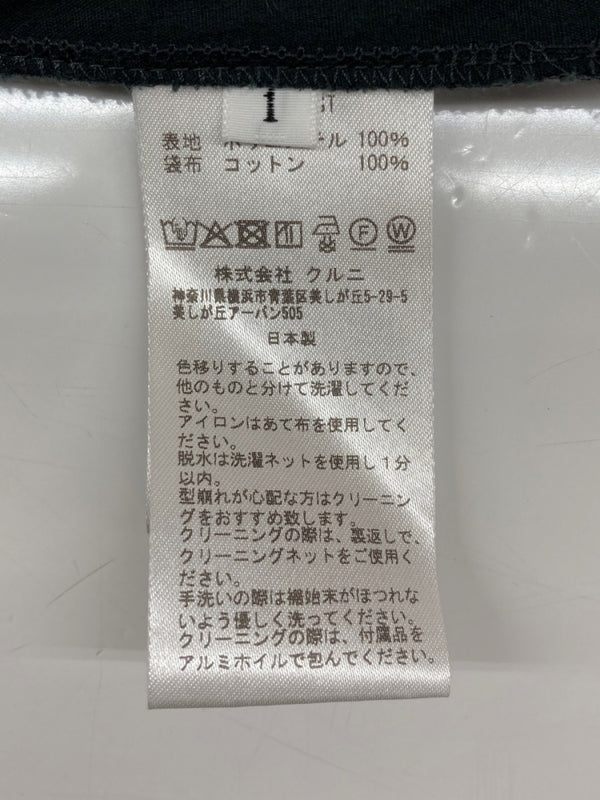 1
ST
表地 ル 100%
袋布 コットン 100%
F W
株式会社 クルニ
神奈川県横浜市青葉区美しが丘5-29-5
美しが丘アーバン505
日本製
色移りすることがありますので、
他のものと分けて洗濯してくだ
さい。
アイロンはあて布を使用してく
ださい。
脱水は洗濯ネットを使用し1分
以内。
型崩れが心配な方はクリーニン
グをおすすめ致します。
クリーニングの際は、裏返しで、
クリーニングネットをご使用く
ださい。
手洗いの際は裾始末がほつれな
いよう優しく洗ってください。
クリーニングの際は、付属品を
アルミホイルで包んでください。